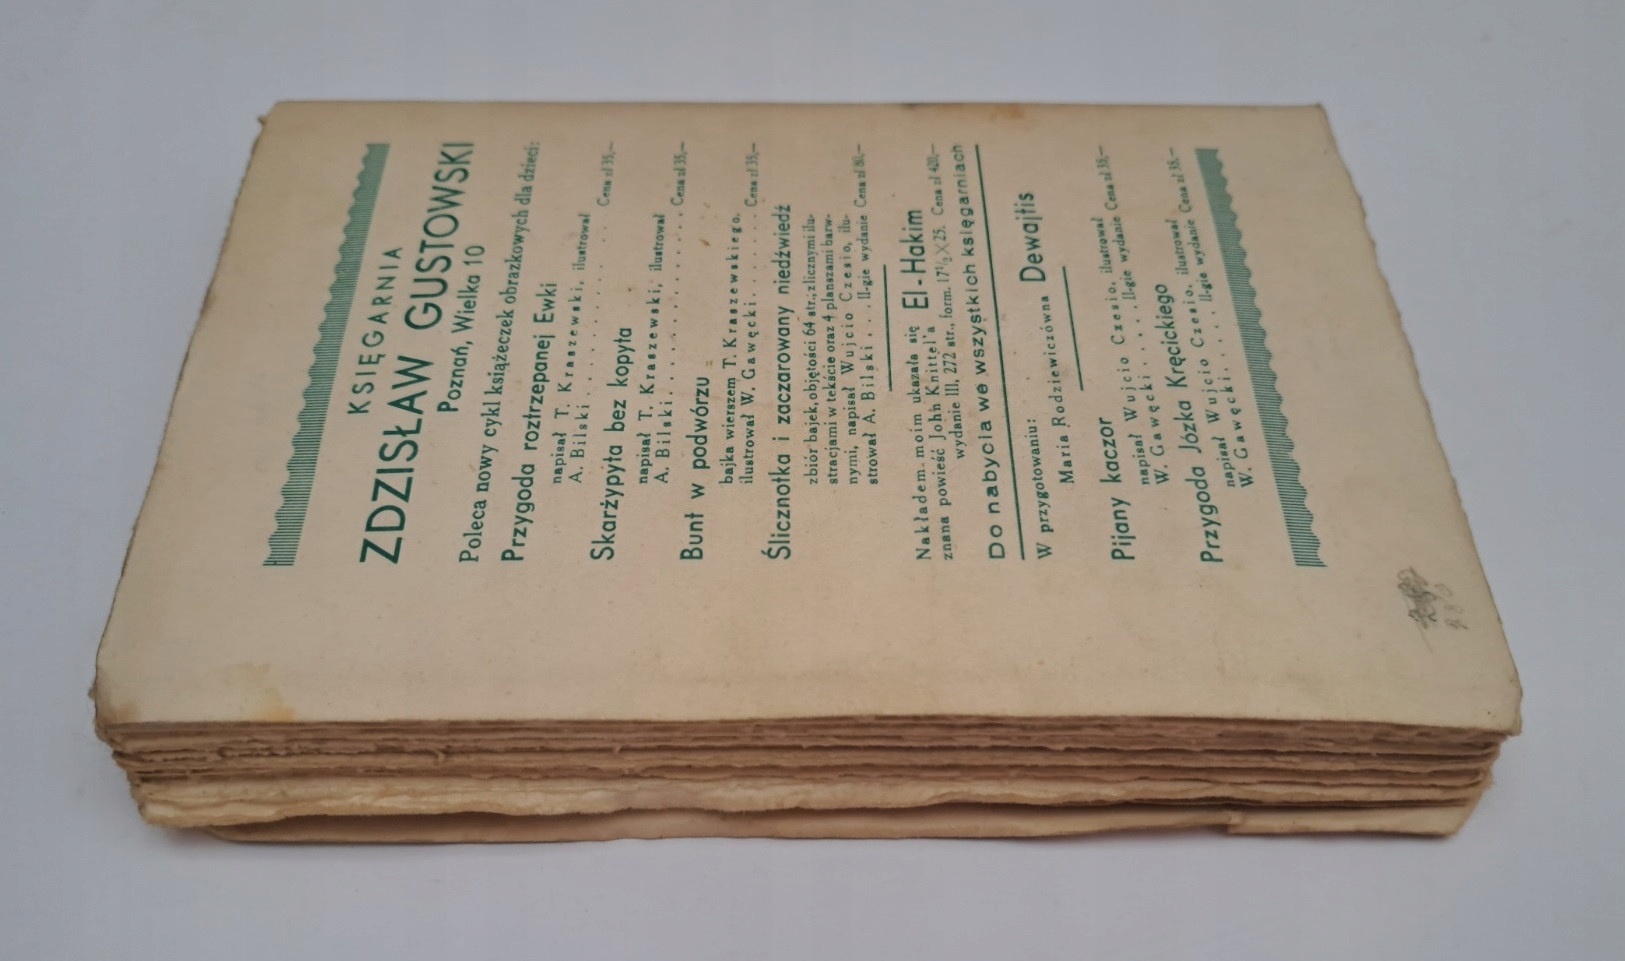 KSIĘGARNIA
ZDZISŁAW GUSTOWSKI
Poznań, Wielka 10
Poleca nowy cykl książeczek obrazkowych dla dzieci:
Przygoda roztrzepanej Ewki
napisał T. Kraszewski, ilustrował
A. Bilski . . . . . . . . . . Cena zł 35,—
Skarżypyta bez kopyta
napisał T. Kraszewski, ilustrował
A. Bilski . . . . . . . . . . Cena zł 35,—
Bunt w podwórzu
bajka wierszem T. Kraszewskiego,
ilustrował W. Gawęcki . . . . . . Cena zł 35,—
Ślicznotka i zaczarowany niedźwiedź
zbiór bajek, objętości 64 str.; z licznymi ilu-
stracjami w tekście oraz 4 planszami barw-
nymi, napisał Wujcio Czesio, ilu-
strował A. Bilski . . . . II-gie wydanie Cena zł 80,—
Nakładem moim ukazała się El-Hakim
znana powieść John Knittel'a
wydanie III, 272 str., form. 17½ × 25. Cena zł 420,—
Do nabycia we wszystkich księgarniach
W przygotowaniu:
Maria Rodziewiczówna Dewajtis
Pijany kaczor
napisał Wujcio Czesio, ilustrował
W. Gawęcki . . . . . II-gie wydanie Cena zł 35,—
Przygoda Józka Kręcickiego
napisał Wujcio Czesio, ilustrował
W. Gawęcki . . . . . II-gie wydanie Cena zł 35,—